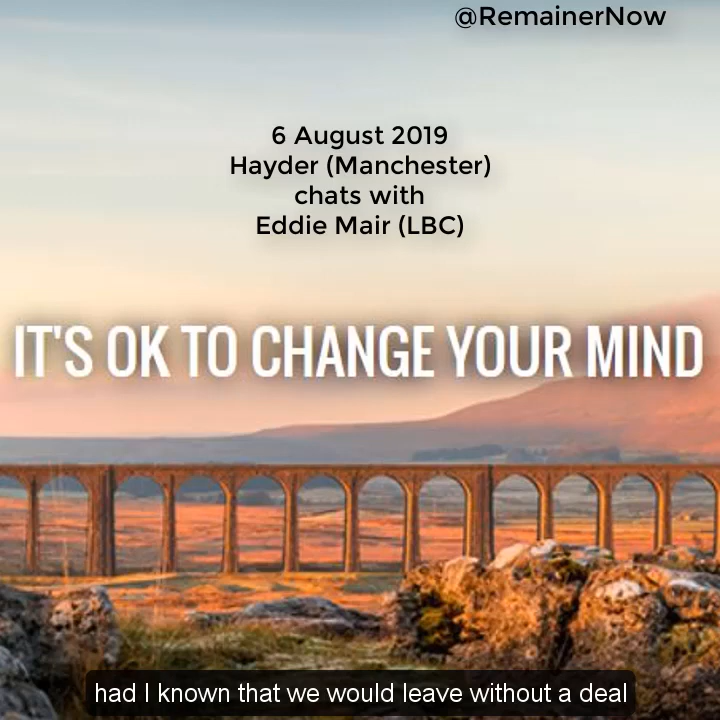 @RemainerNow
6 August 2019
Hayder (Manchester)
chats with
Eddie Mair (LBC)
IT'S OK TO CHANGE YOUR MIND
had I known that we would leave without a deal